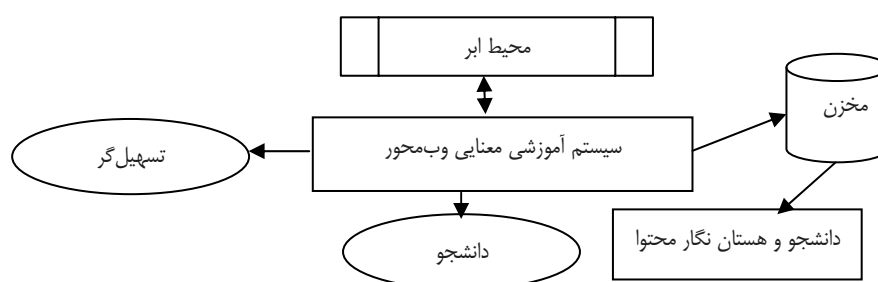 محیط ابر
مخزن
سیستم آموزشی معنایی وب‌محور
تسهیل‌گر
دانشجو و هستان نگار محتوا
دانشجو